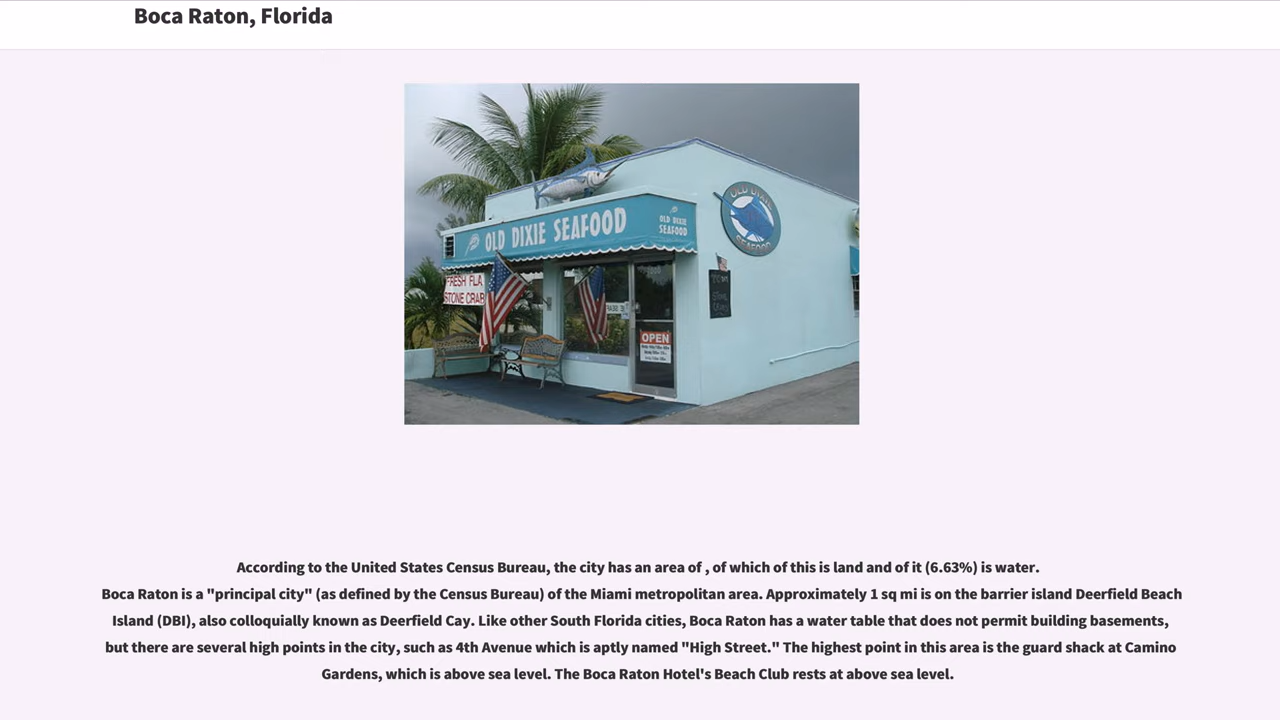 Boca Raton, Florida
OLD DIXIE
SEAFOOD
OLD DIXIE SEAFOOD
OLD DIXIE
SEAFOOD
FRESH FLA.
STONE CRAB
OPEN
According to the United States Census Bureau, the city has an area of , of which of this is land and of it (6.63%) is water.
Boca Raton is a "principal city" (as defined by the Census Bureau) of the Miami metropolitan area. Approximately 1 sq mi is on the barrier island Deerfield Beach
Island (DBI), also colloquially known as Deerfield Cay. Like other South Florida cities, Boca Raton has a water table that does not permit building basements,
but there are several high points in the city, such as 4th Avenue which is aptly named "High Street." The highest point in this area is the guard shack at Camino
Gardens, which is above sea level. The Boca Raton Hotel's Beach Club rests at above sea level.